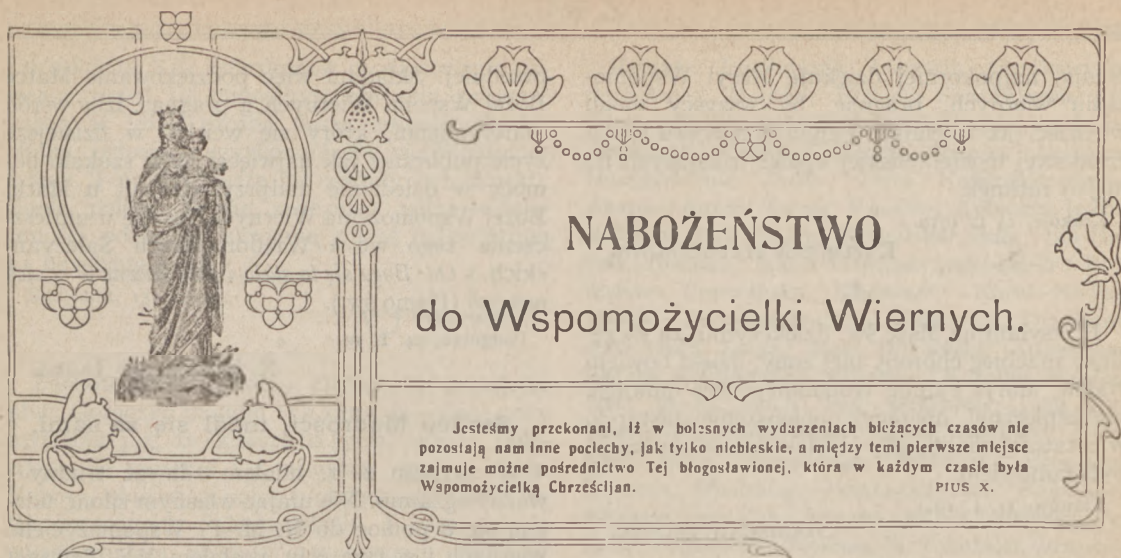 NABOŻEŃSTWO
do Wspomożycielki Wiernych.
Jesteśmy przekonani, iż w bolesnych wydarzeniach bieżących czasów nie
pozostają nam inne pociechy, jak tylko niebieskie, a między temi pierwsze miejsce
zajmuje możne pośrednictwo Tej błogosławionej, która w każdym czasie była
Wspomożycielką Chrześcijan. PIUS X.